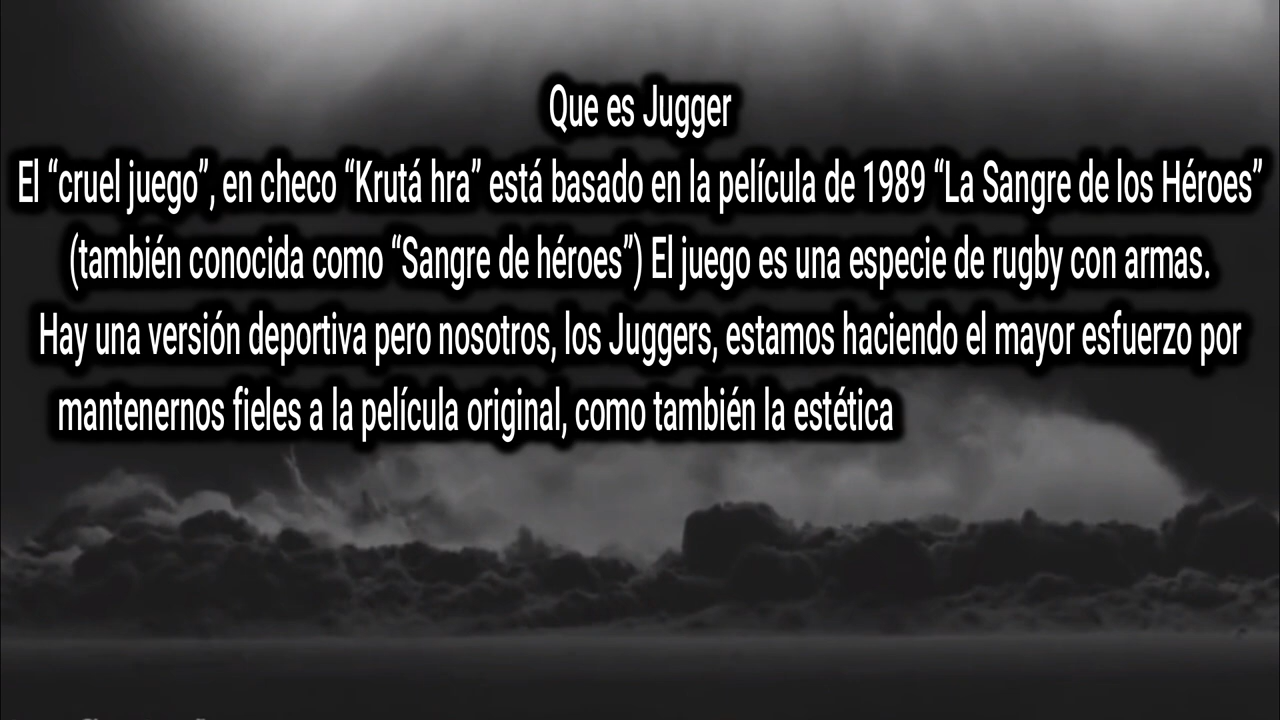 Que es Jugger
El “cruel juego”, en checo “Krutá hra” está basado en la película de 1989 “La Sangre de los Héroes”
(también conocida como “Sangre de héroes”) El juego es una especie de rugby con armas.
Hay una versión deportiva pero nosotros, los Juggers, estamos haciendo el mayor esfuerzo por
mantenernos fieles a la película original, como también la estética